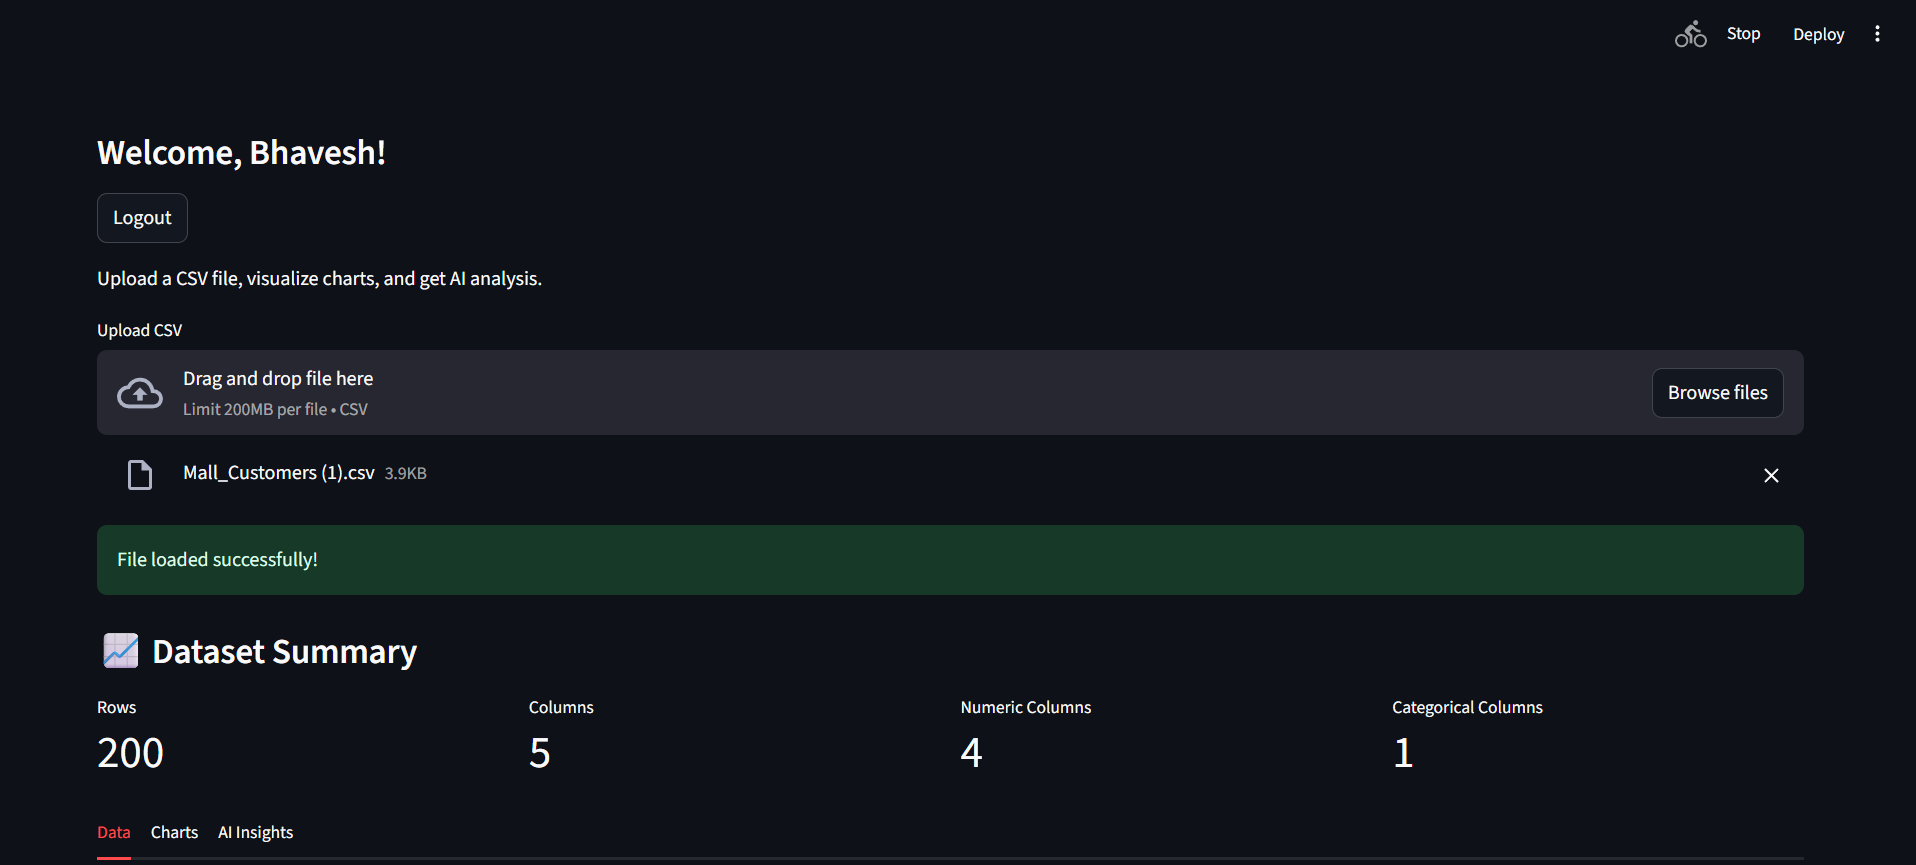 Stop Deploy
Welcome, Bhavesh!
Logout
Upload a CSV file, visualize charts, and get AI analysis.
Upload CSV
Drag and drop file here
Limit 200MB per file • CSV
Browse files
Mall_Customers (1).csv 3.9KB
File loaded successfully!
Dataset Summary
Rows Columns Numeric Columns Categorical Columns
200 5 4 1
Data Charts AI Insights